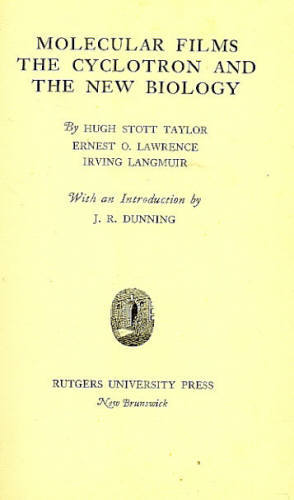 MOLECULAR FILMS
THE CYCLOTRON AND
THE NEW BIOLOGY
By HUGH STOTT TAYLOR
ERNEST O. LAWRENCE
IRVING LANGMUIR
With an Introduction by
J. R. DUNNING
RUTGERS UNIVERSITY PRESS
New Brunswick